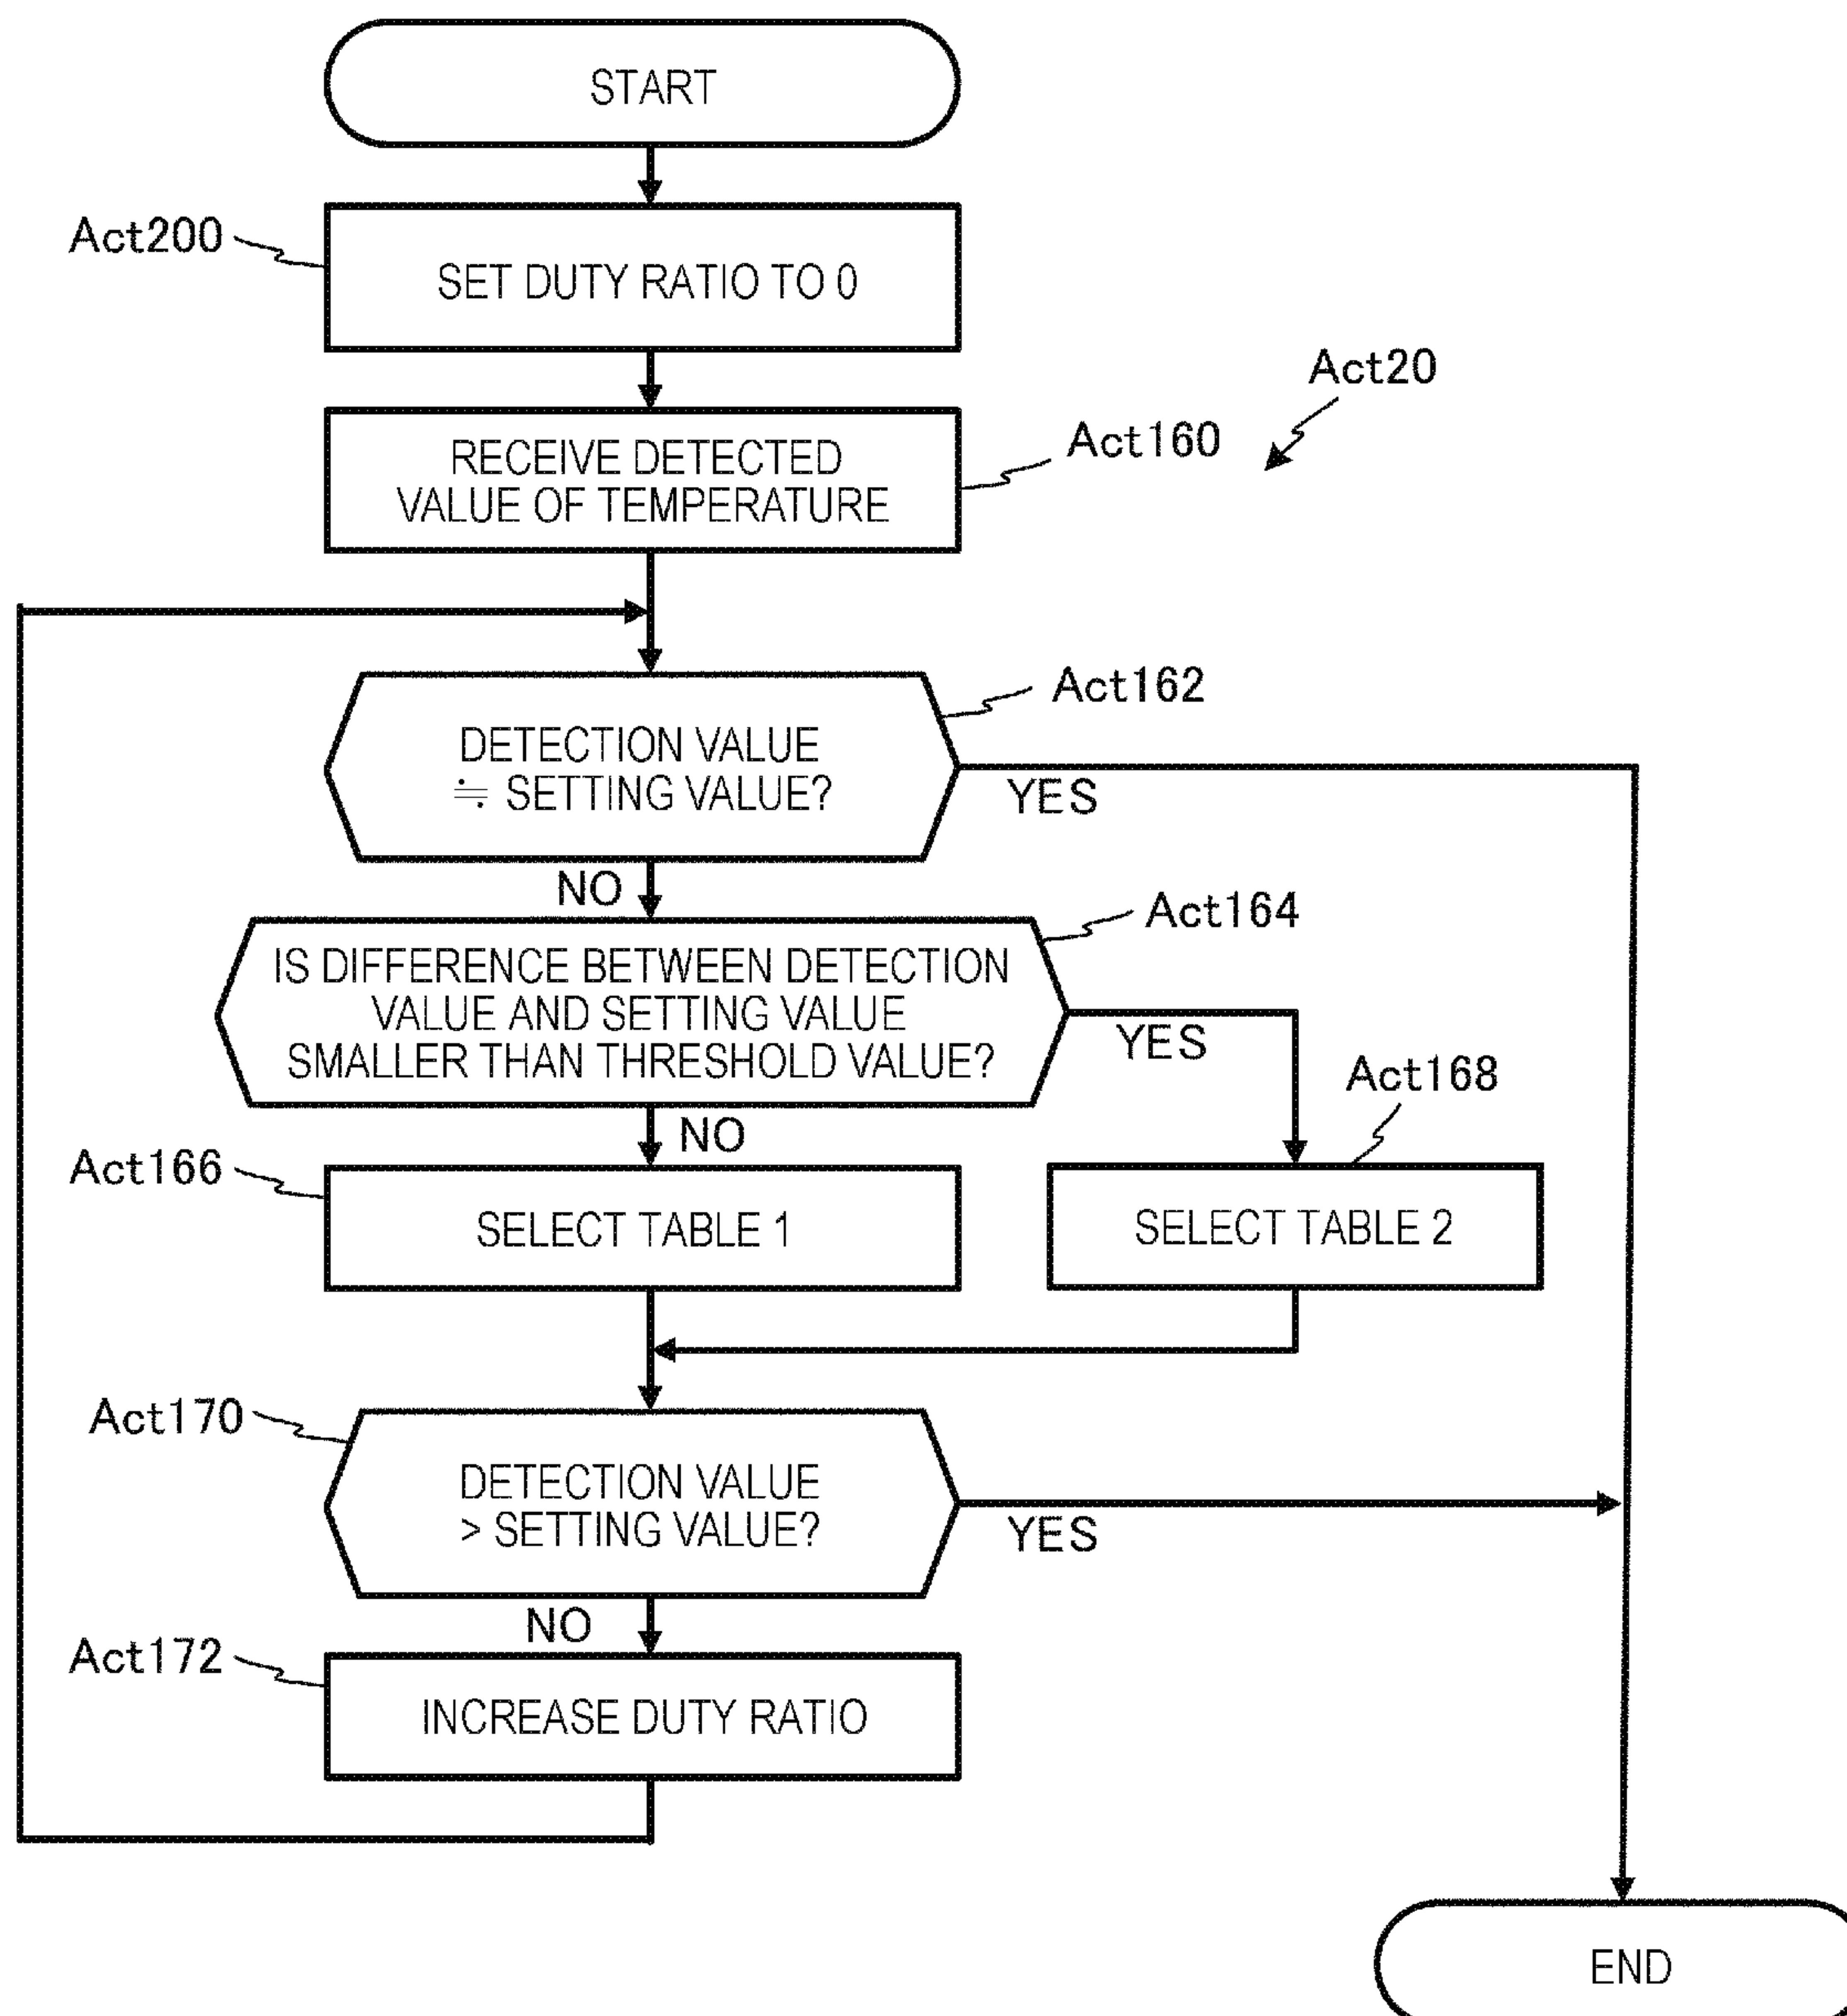 START
Act200
SET DUTY RATIO TO 0
Act20
RECEIVE DETECTED
VALUE OF TEMPERATURE
Act160
Act162
DETECTION VALUE
≒ SETTING VALUE?
YES
NO
Act164
IS DIFFERENCE BETWEEN DETECTION
VALUE AND SETTING VALUE
SMALLER THAN THRESHOLD VALUE?
YES
NO
Act168
Act166
SELECT TABLE 1
SELECT TABLE 2
Act170
DETECTION VALUE
> SETTING VALUE?
YES
NO
Act172
INCREASE DUTY RATIO
END